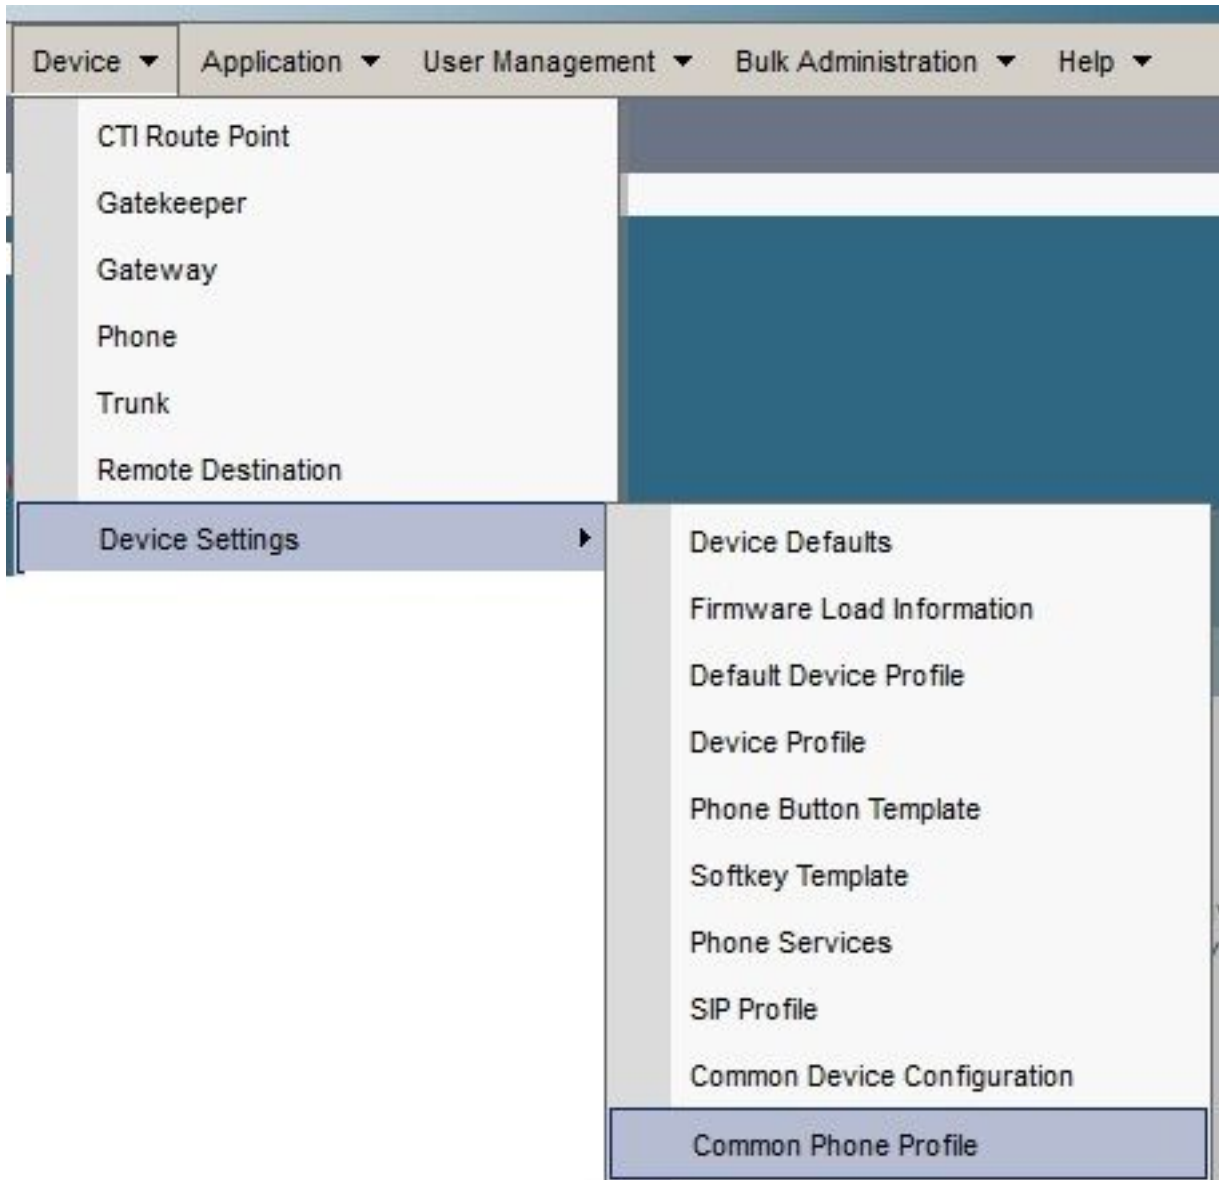 Device Application User Management Bulk Administration Help
CTI Route Point
Gatekeeper
Gateway
Phone
Trunk
Remote Destination
Device Settings
Device Defaults
Firmware Load Information
Default Device Profile
Device Profile
Phone Button Template
Softkey Template
Phone Services
SIP Profile
Common Device Configuration
Common Phone Profile